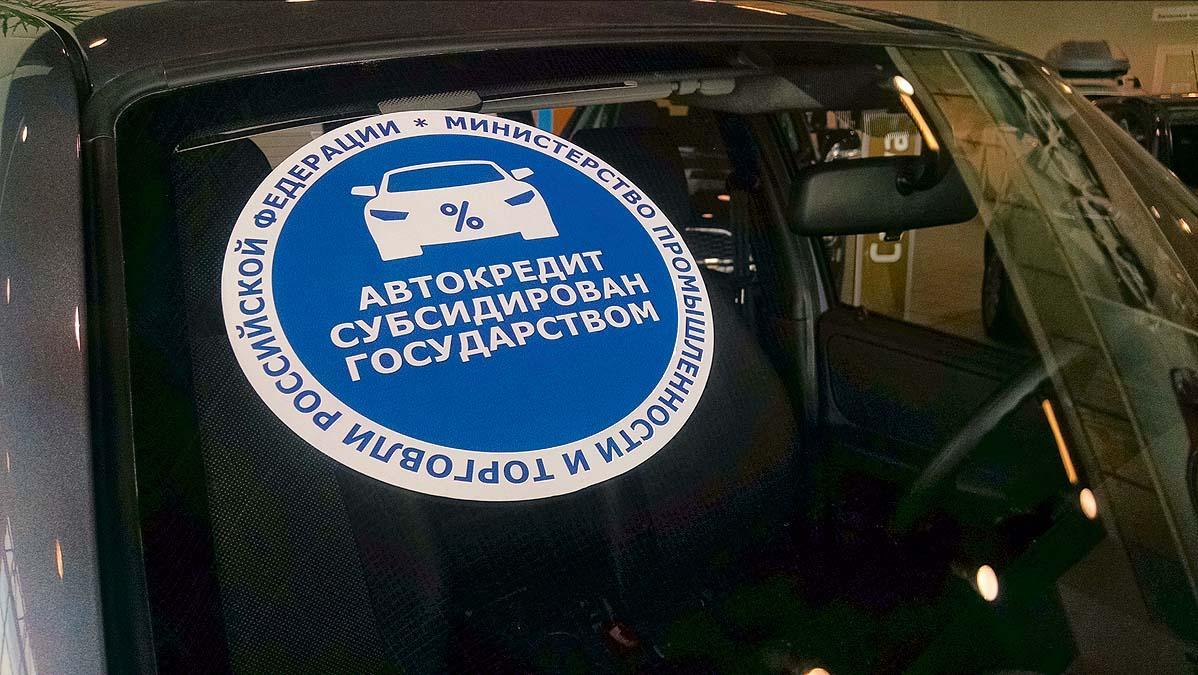 МИНИСТЕРСТВО ПРОМЫШЛЕННОСТИ И ТОРГОВЛИ РОССИЙСКОЙ ФЕДЕРАЦИИ *
%
АВТОКРЕДИТ
СУБСИДИРОВАН
ГОСУДАРСТВОМ